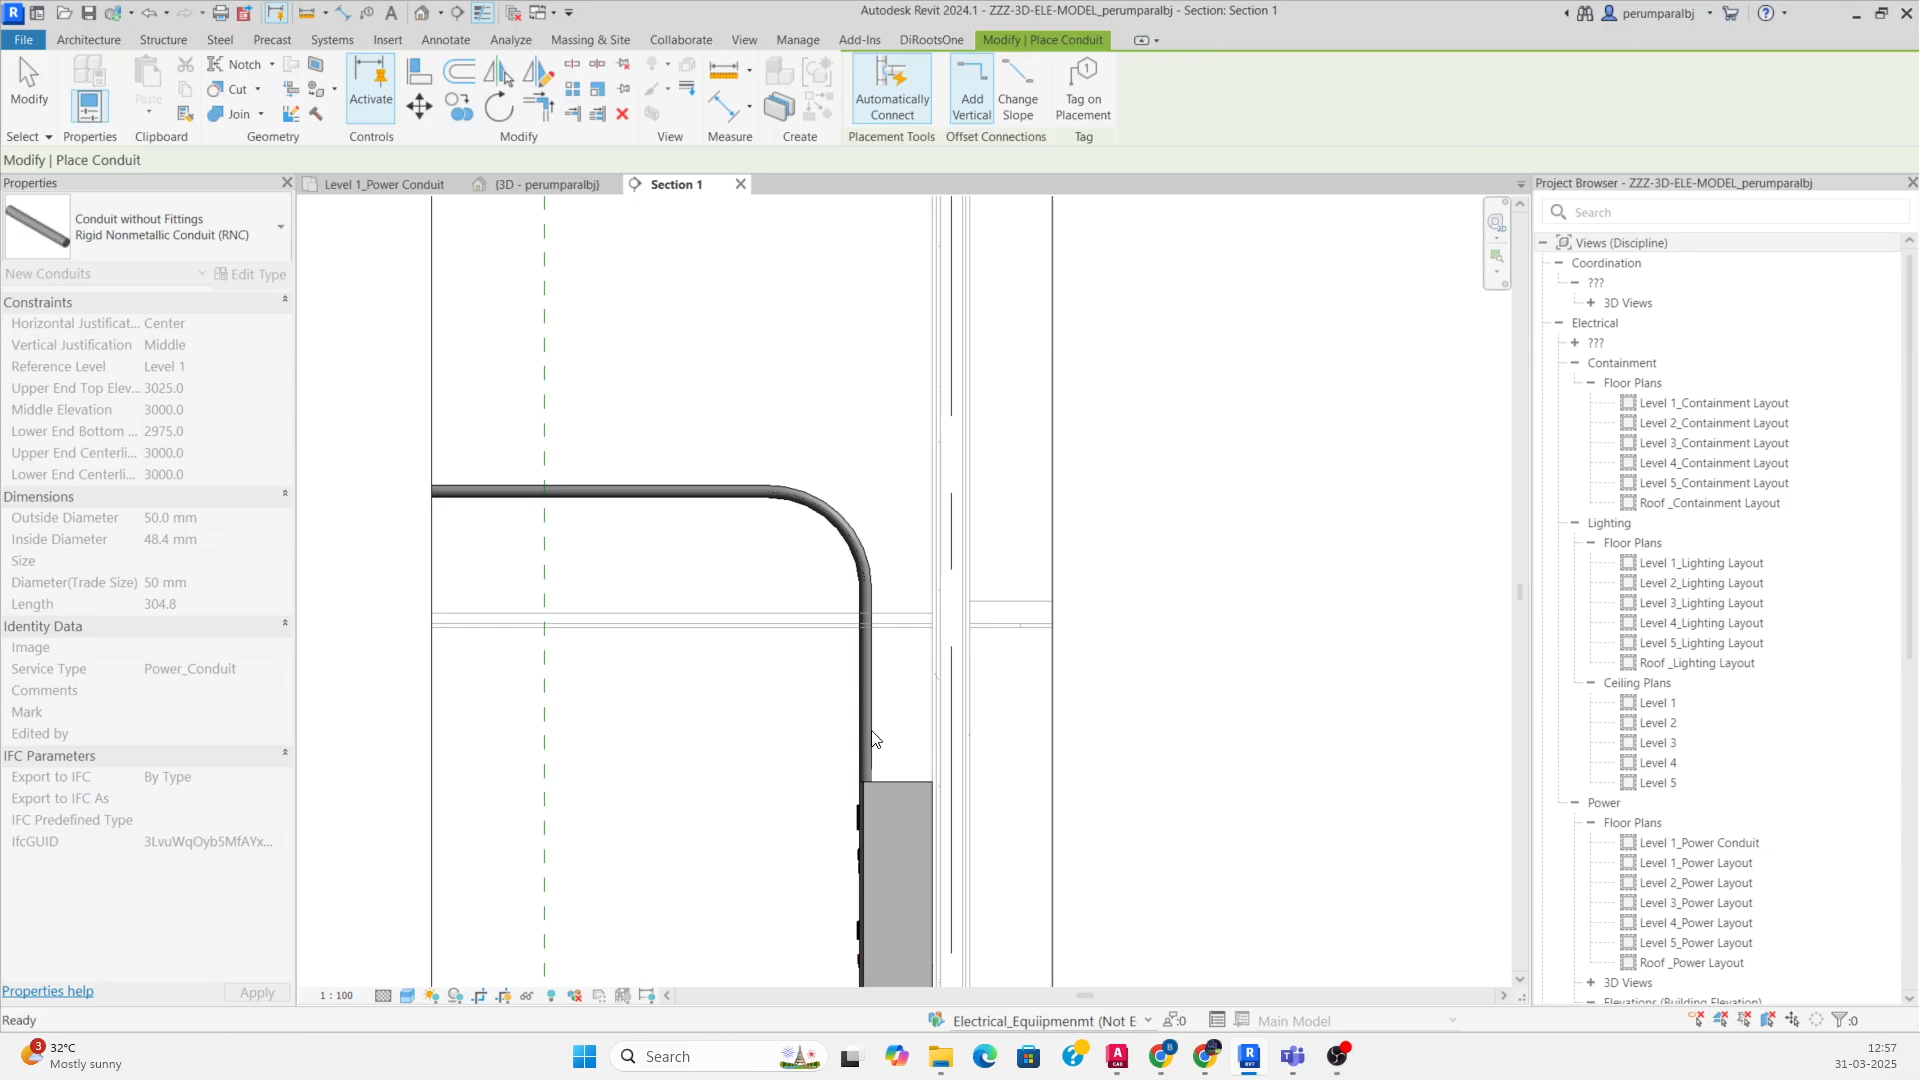 Autodesk Revit 2024.1 - ZZZ-3D-ELE-MODEL_perumparalbj - Section: Section 1
perumparalbj
File Architecture Structure Steel Precast Systems Insert Annotate Analyze Massing & Site Collaborate View Manage Add-Ins DiRootsOne Modify | Place Conduit
Modify
Paste
Notch
Cut
Join
Activate
Automatically Connect
Add Vertical
Change Slope
Tag on Placement
Select Properties Clipboard Geometry Controls Modify View Measure Create Placement Tools Offset Connections Tag
Modify | Place Conduit
Properties
Conduit without Fittings
Rigid Nonmetallic Conduit (RNC)
New Conduits Edit Type
Constraints
Horizontal Justificat... Center
Vertical Justification Middle
Reference Level Level 1
Upper End Top Elev... 3025.0
Middle Elevation 3000.0
Lower End Bottom ... 2975.0
Upper End Centerli... 3000.0
Lower End Centerli... 3000.0
Dimensions
Outside Diameter 50.0 mm
Inside Diameter 48.4 mm
Size
Diameter(Trade Size) 50 mm
Length 304.8
Identity Data
Image
Service Type Power_Conduit
Comments
Mark
Edited by
IFC Parameters
Export to IFC By Type
Export to IFC As
IFC Predefined Type
IfcGUID 3LvuWqOyb5MfAYx...
Properties help Apply
Level 1_Power Conduit {3D - perumparalbj} Section 1
1 : 100
Project Browser - ZZZ-3D-ELE-MODEL_perumparalbj
Search
Views (Discipline)
Coordination
???
3D Views
Electrical
???
Containment
Floor Plans
Level 1_Containment Layout
Level 2_Containment Layout
Level 3_Containment Layout
Level 4_Containment Layout
Level 5_Containment Layout
Roof _Containment Layout
Lighting
Floor Plans
Level 1_Lighting Layout
Level 2_Lighting Layout
Level 3_Lighting Layout
Level 4_Lighting Layout
Level 5_Lighting Layout
Roof _Lighting Layout
Ceiling Plans
Level 1
Level 2
Level 3
Level 4
Level 5
Power
Floor Plans
Level 1_Power Conduit
Level 1_Power Layout
Level 2_Power Layout
Level 3_Power Layout
Level 4_Power Layout
Level 5_Power Layout
Roof _Power Layout
3D Views
Elevations (Building Elevation)
Ready
Electrical_Equiipmenmt (Not E :0 Main Model :0
3
32°C
Mostly sunny
Search
12:57
31-03-2025